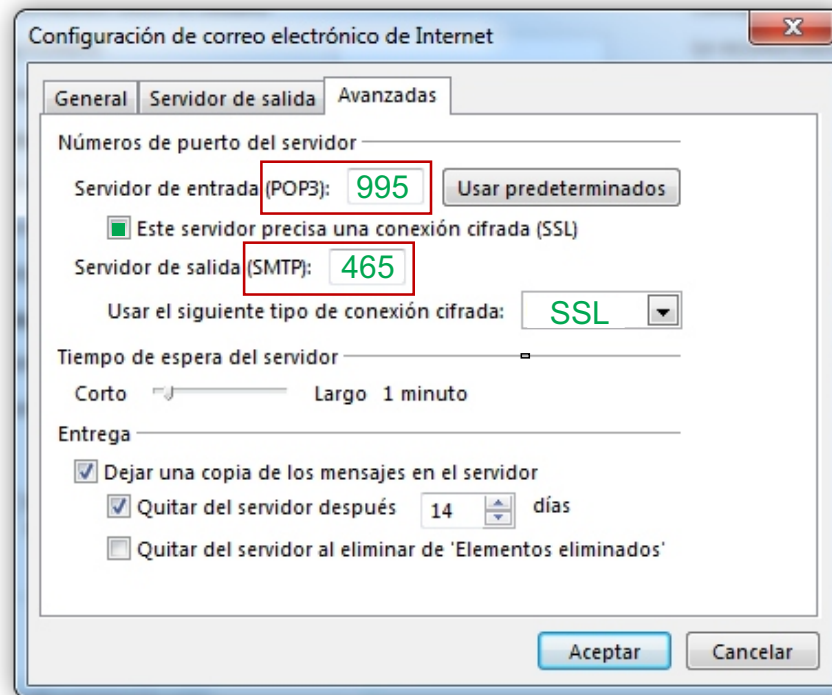 Configuración de correo electrónico de Internet
General Servidor de salida Avanzadas
Números de puerto del servidor
Servidor de entrada (POP3): 995 Usar predeterminados
Este servidor precisa una conexión cifrada (SSL)
Servidor de salida (SMTP): 465
Usar el siguiente tipo de conexión cifrada: SSL
Tiempo de espera del servidor
Corto Largo 1 minuto
Entrega
Dejar una copia de los mensajes en el servidor
Quitar del servidor después 14 días
Quitar del servidor al eliminar de 'Elementos eliminados'
Aceptar Cancelar